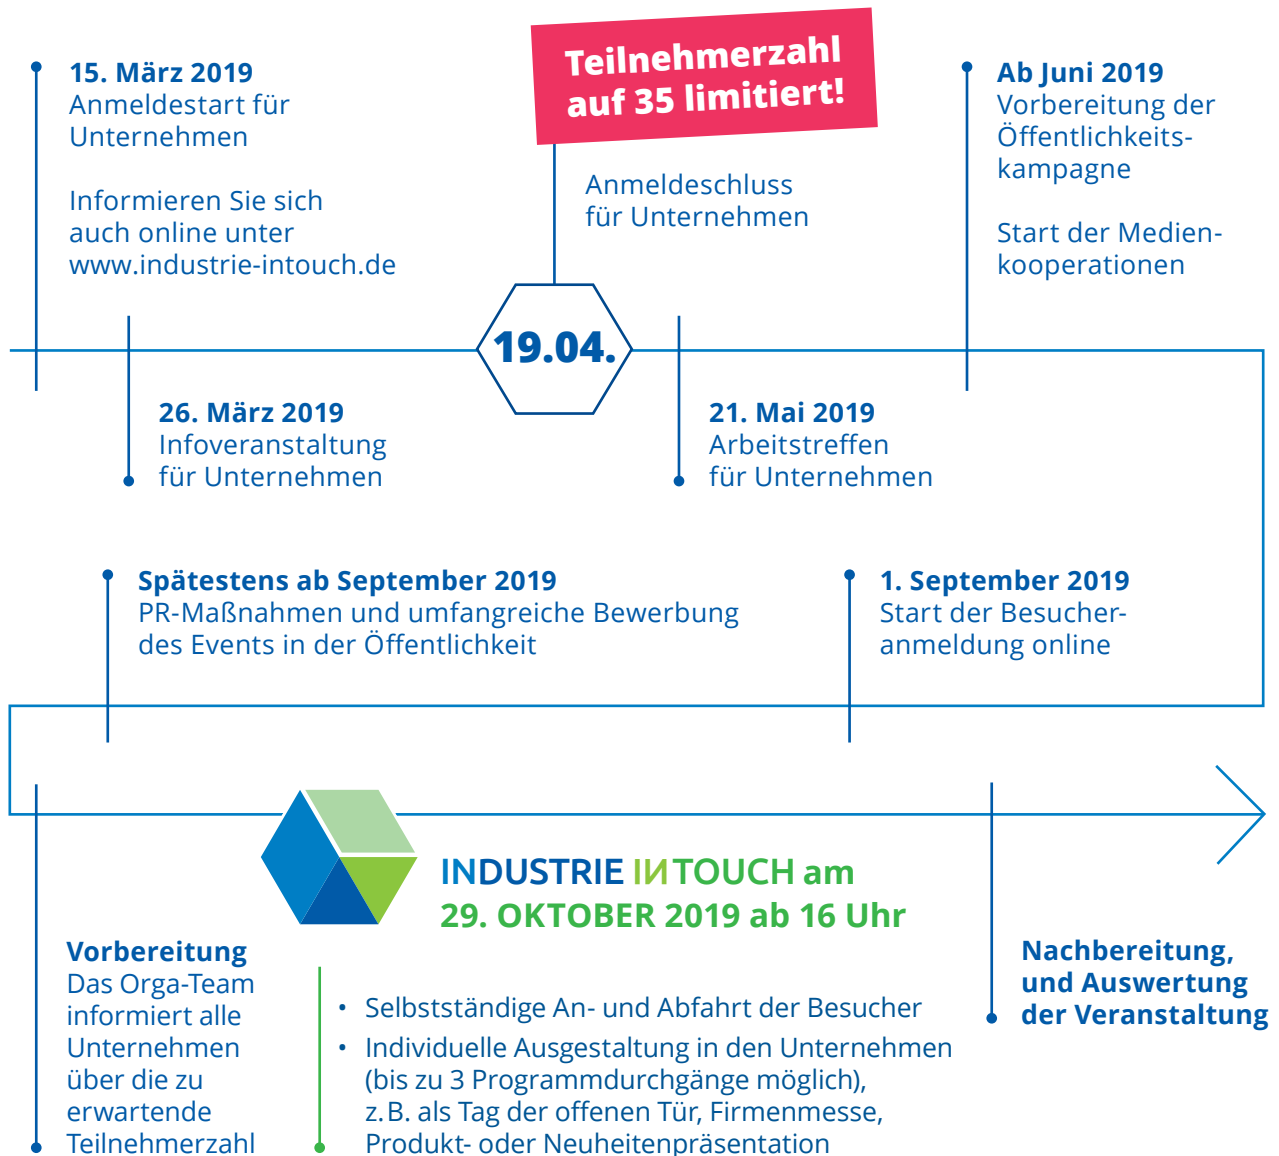 15. März 2019
Anmeldestart für
Unternehmen
Informieren Sie sich
auch online unter
www.industrie-intouch.de
Teilnehmerzahl
auf 35 limitiert!
Anmeldeschluss
für Unternehmen
19.04.
Ab Juni 2019
Vorbereitung der
Öffentlichkeits-
kampagne
Start der Medien-
kooperationen
26. März 2019
Infoveranstaltung
für Unternehmen
21. Mai 2019
Arbeitstreffen
für Unternehmen
1. September 2019
Start der Besucher-
anmeldung online
Spätestens ab September 2019
PR-Maßnahmen und umfangreiche Bewerbung
des Events in der Öffentlichkeit
Vorbereitung
Das Orga-Team
informiert alle
Unternehmen
über die zu
erwartende
Teilnehmerzahl
INDUSTRIE INTOUCH am
29. OKTOBER 2019 ab 16 Uhr
• Selbstständige An- und Abfahrt der Besucher
• Individuelle Ausgestaltung in den Unternehmen
(bis zu 3 Programmdurchgänge möglich),
z. B. als Tag der offenen Tür, Firmenmesse,
Produkt- oder Neuheitenpräsentation
Nachbereitung,
und Auswertung
der Veranstaltung